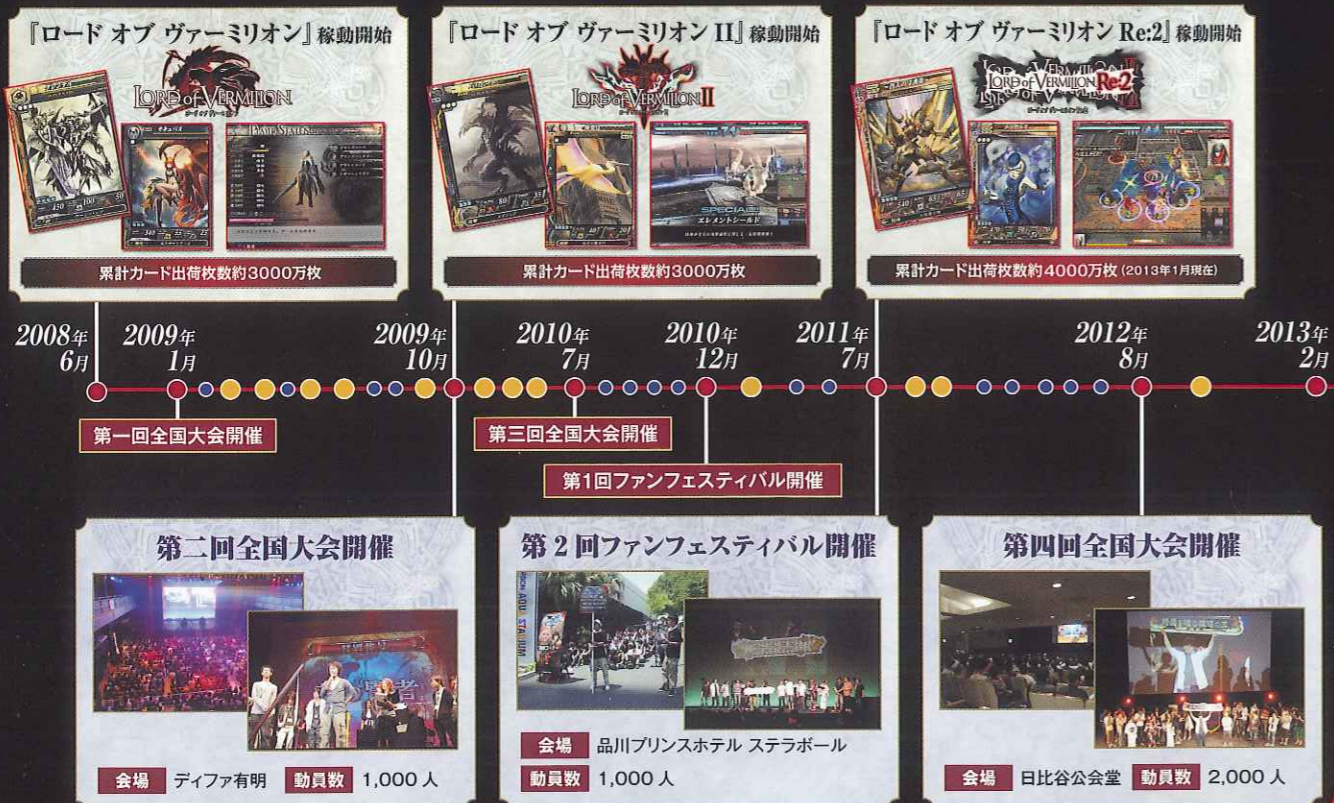 『ロード オブ ヴァーミリオン』稼動開始
LORD of VERMILION
450 100 50
340 25
累計カード出荷枚数約3000万枚
『ロード オブ ヴァーミリオン II』稼動開始
LORD of VERMILION II
SPECIAL!!
エレメントシールド
累計カード出荷枚数約3000万枚
『ロード オブ ヴァーミリオン Re:2』稼動開始
LORD of VERMILION Re:2
累計カード出荷枚数約4000万枚 (2013年1月現在)
2008年
6月
2009年
1月
2009年
10月
2010年
7月
2010年
12月
2011年
7月
2012年
8月
2013年
2月
第一回全国大会開催
第三回全国大会開催
第1回ファンフェスティバル開催
第二回全国大会開催
会場 ディファ有明 動員数 1,000人
第2回ファンフェスティバル開催
会場 品川プリンスホテル ステラボール
動員数 1,000人
第四回全国大会開催
会場 日比谷公会堂 動員数 2,000人